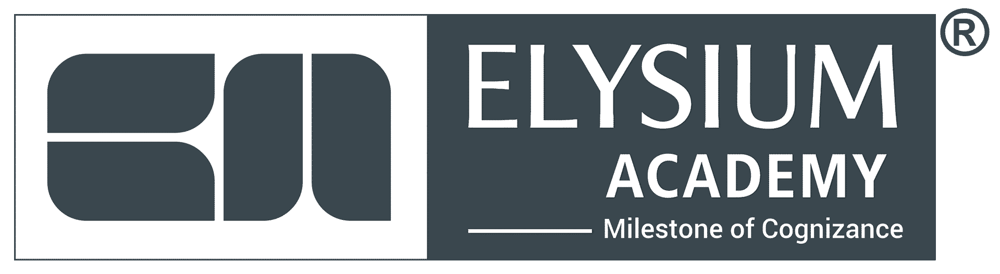 ELYSIUM
ACADEMY
Milestone of Cognizance
®